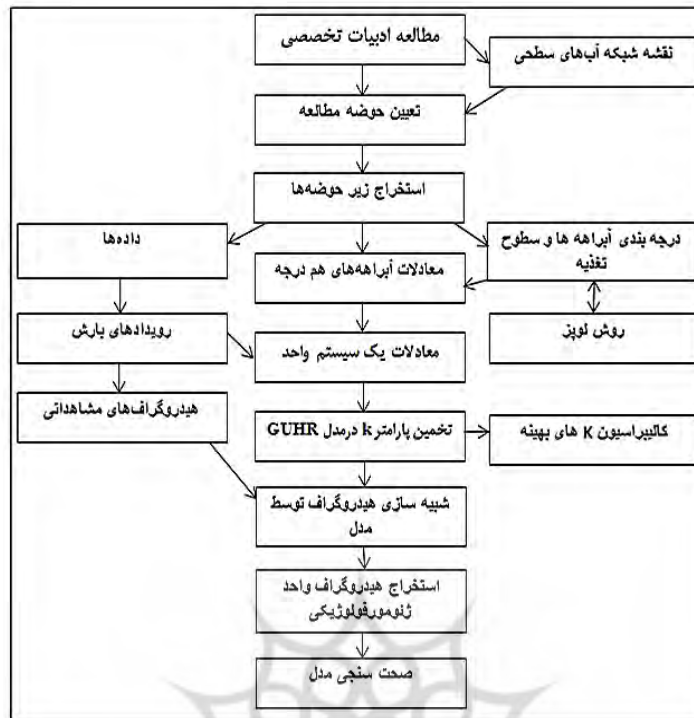 مطالعه ادبیات تخصصی
نقشه شبکه آب‌های سطحی
تعیین حوضه مطالعه
استخراج زیر حوضه‌ها
داده‌ها
معادلات آبراهه‌های هم درجه
درجه بندی آبراهه ها و سطوح
تغذیه
رویدادهای بارش
معادلات یک سیستم واحد
روش لوپز
هیدروگراف‌های مشاهداتی
تخمین پارامتر k درمدل GUHR
کالیبراسیون K های بهینه
شبیه سازی هیدروگراف توسط
مدل
استخراج هیدروگراف واحد
ژئومورفولوژیکی
صحت سنجی مدل